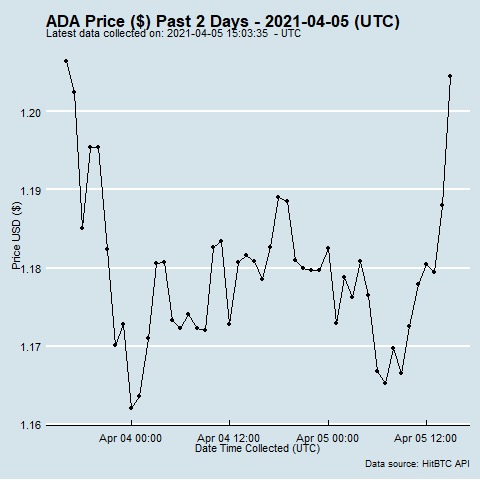 ADA Price ($) Past 2 Days - 2021-04-05 (UTC)
Latest data collected on: 2021-04-05 15:03:35 - UTC
1.20
1.19
1.18
1.17
1.16
Price USD ($)
Apr 04 00:00 Apr 04 12:00 Apr 05 00:00 Apr 05 12:00
Date Time Collected (UTC)
Data source: HitBTC API